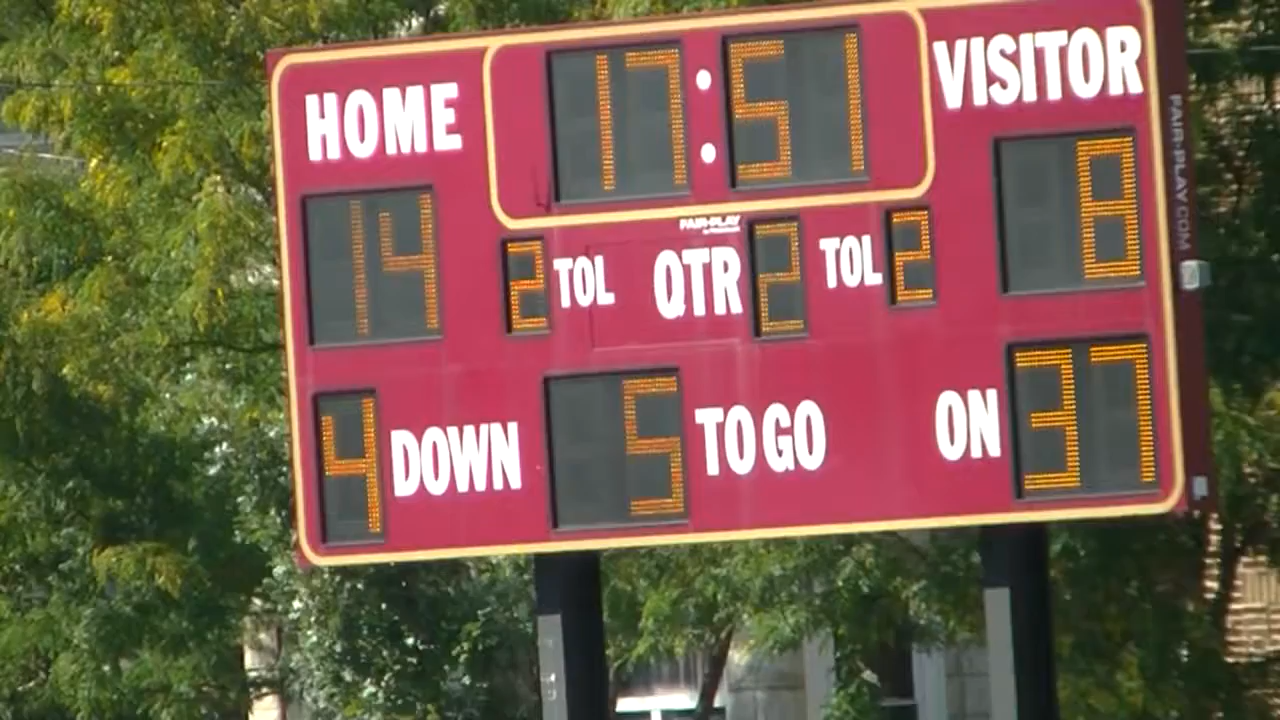 HOME 17:51 VISITOR
FAIR-PLAY
14 2 TOL QTR 2 TOL 2 8
4 DOWN 5 TO GO ON 37
FAIR-PLAY.COM